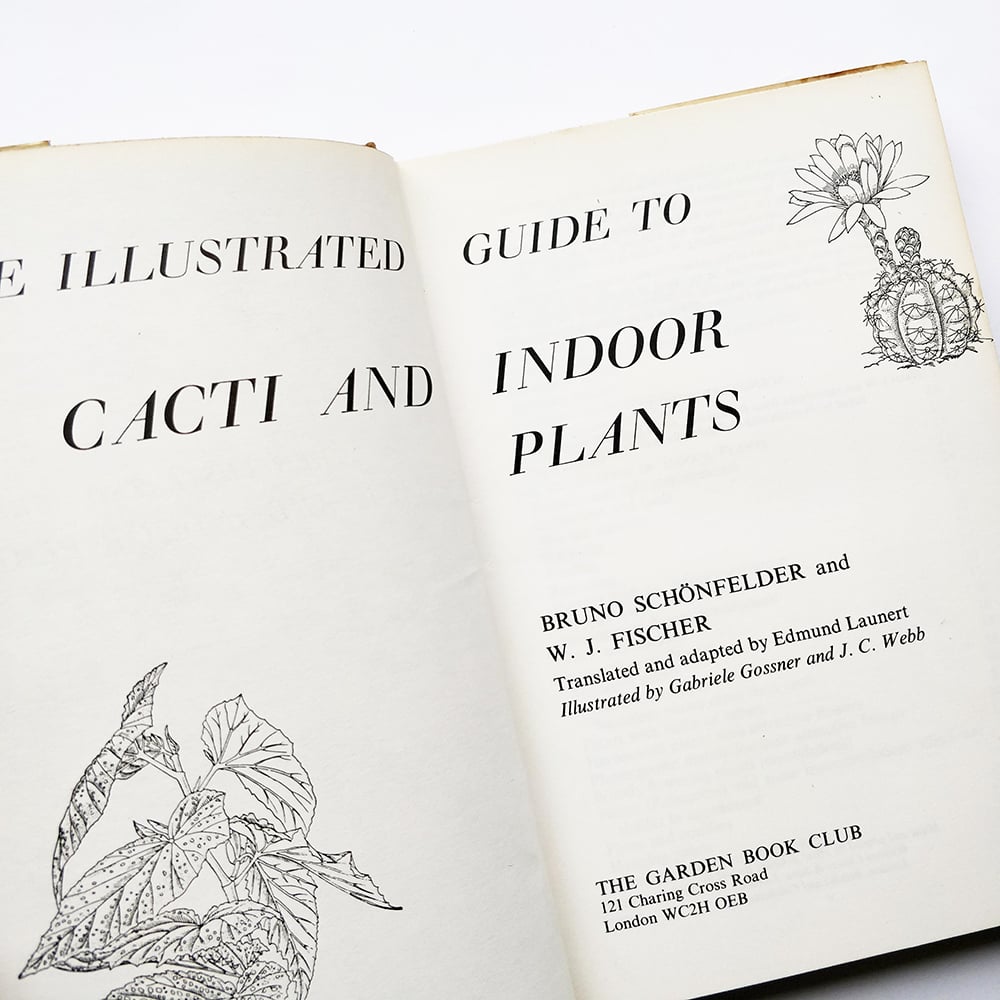 E ILLUSTRATED GUIDE TO
CACTI AND INDOOR
PLANTS
BRUNO SCHÖNFELDER and
W. J. FISCHER
Translated and adapted by Edmund Launert
Illustrated by Gabriele Gossner and J. C. Webb
THE GARDEN BOOK CLUB
121 Charing Cross Road
London WC2H OEB